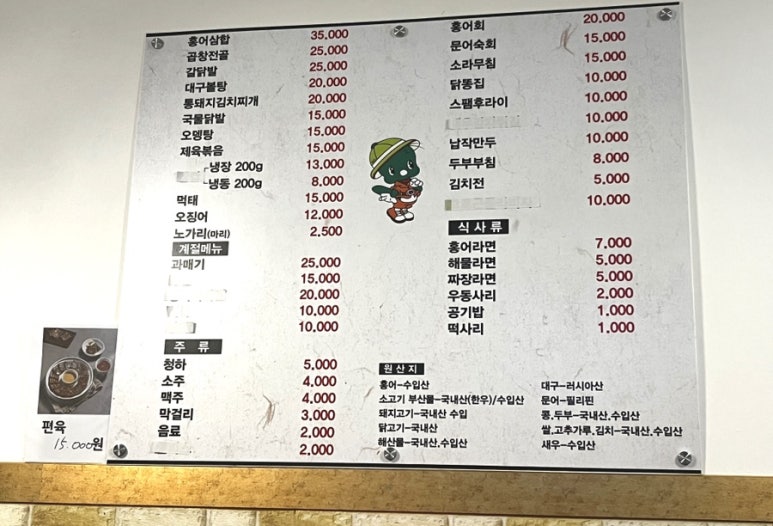 홍어삼합 35.000
곱창전골 25.000
갈닭발 25.000
대구볼탕 20.000
통돼지김치찌개 20.000
국물닭발 15.000
오뎅탕 15.000
제육볶음 15.000
냉장 200g 13.000
냉동 200g 8.000
먹태 15.000
오징어 12.000
노가리(마리) 2.500
계절메뉴
과메기 25.000
15.000
20.000
10.000
10.000
주 류
청하 5.000
소주 4.000
맥주 4.000
막걸리 3.000
음료 2.000
2.000
홍어회 20.000
문어숙회 15.000
소라무침 15.000
닭똥집 10.000
스팸후라이 10.000
10.000
납작만두 10.000
두부부침 8.000
김치전 5.000
10.000
식 사 류
홍어라면 7.000
해물라면 5.000
짜장라면 5.000
우동사리 2.000
공기밥 1.000
떡사리 1.000
원 산 지
홍어-수입산
소고기 부산물-국내산(한우)/수입산
돼지고기-국내산 수입
닭고기-국내산
해산물-국내산,수입산
대구-러시아산
문어-필리핀
콩,두부-국내산,수입산
쌀,고추가루,김치-국내산,수입산
새우-수입산
편육
15.000원